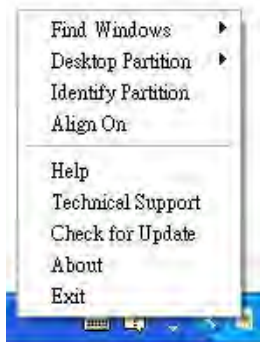 Find Windows
Desktop Partition
Identify Partition
Align On
Help
Technical Support
Check for Update
About
Exit